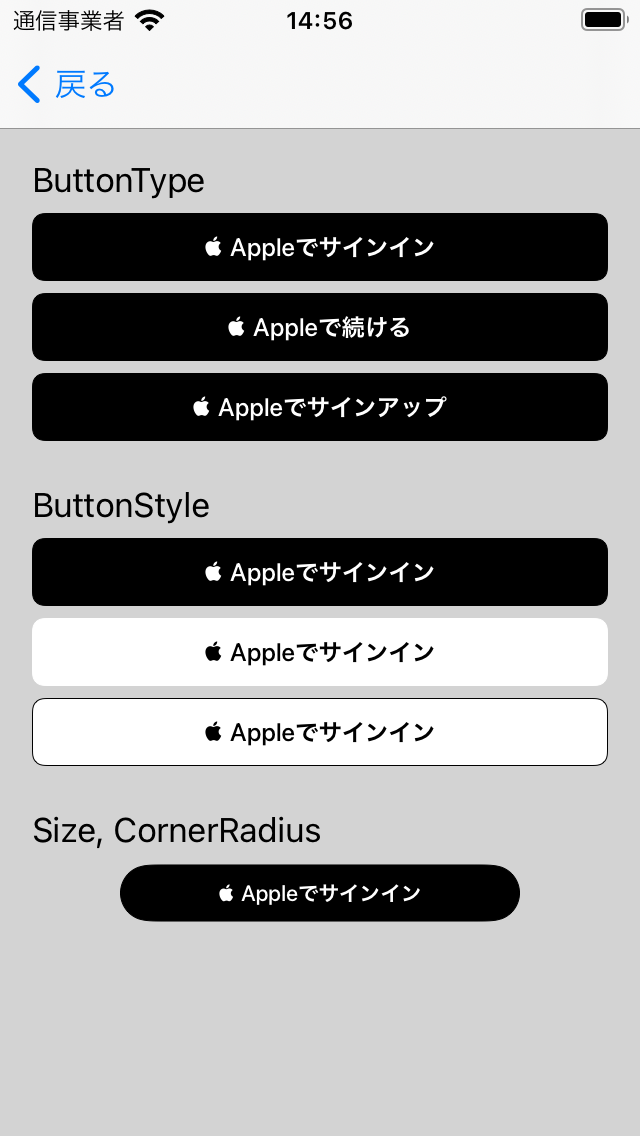 通信事業者 14:56
戻る
ButtonType
Appleでサインイン
Appleで続ける
Appleでサインアップ
ButtonStyle
Appleでサインイン
Appleでサインイン
Appleでサインイン
Size, CornerRadius
Appleでサインイン